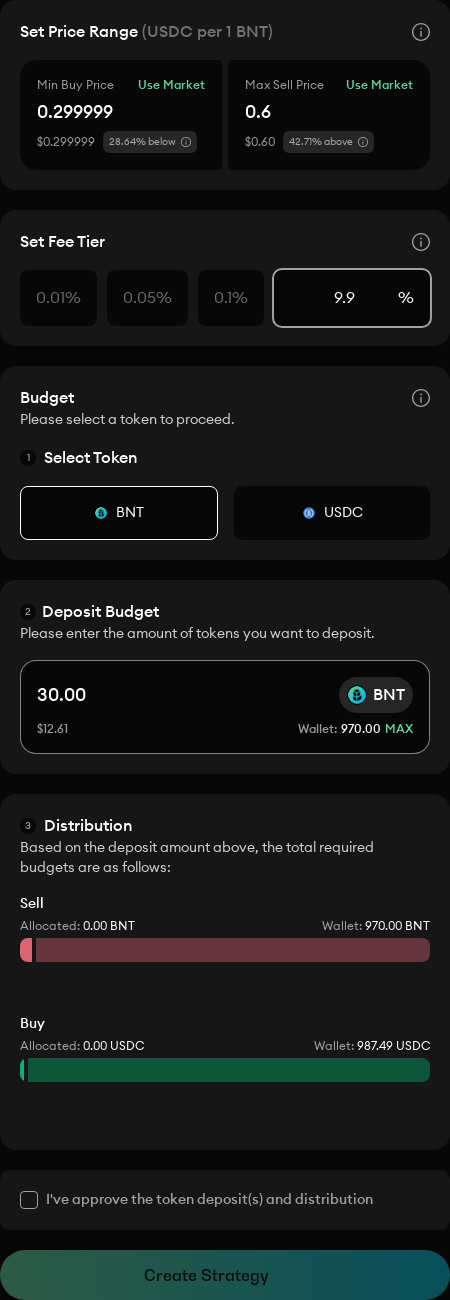 Set Price Range (USDC per 1 BNT)
Min Buy Price Use Market
0.299999
$0.299999 28.64% below
Max Sell Price Use Market
0.6
$0.60 42.71% above
Set Fee Tier
0.01% 0.05% 0.1% 9.9 %
Budget
Please select a token to proceed.
1 Select Token
BNT USDC
2 Deposit Budget
Please enter the amount of tokens you want to deposit.
30.00 BNT
$12.61 Wallet: 970.00 MAX
3 Distribution
Based on the deposit amount above, the total required
budgets are as follows:
Sell
Allocated: 0.00 BNT Wallet: 970.00 BNT
Buy
Allocated: 0.00 USDC Wallet: 987.49 USDC
I've approve the token deposit(s) and distribution
Create Strategy